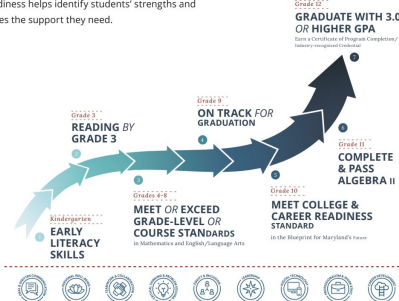 diness helps identify students' strengths and
es the support they need.
Grade 12
GRADUATE WITH 3.0
OR HIGHER GPA
Earn a Certificate of Program Completion/
Industry-recognized Credential
7
Grade 9
ON TRACK FOR
GRADUATION
4
Grade 3
READING BY
GRADE 3
2
6
Grade 11
COMPLETE
& PASS
ALGEBRA II
3
Grades 6-8
MEET OR EXCEED
GRADE-LEVEL OR
COURSE STANDARDS
in Mathematics and English/Language Arts
5
Grade 10
MEET COLLEGE &
CAREER READINESS
STANDARD
in the Blueprint for Maryland's Future
1
Kindergarten
EARLY
LITERACY
SKILLS